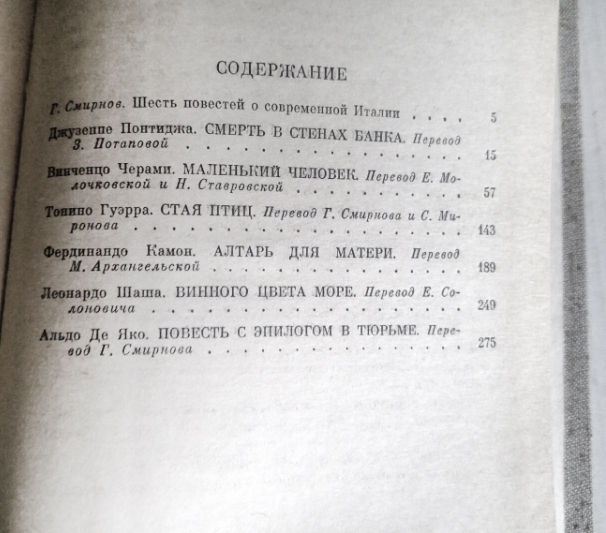 СОДЕРЖАНИЕ
Г. Смирнов. Шесть повестей о современной Италии . . . . 5
Джузеппе Понтиджа. СМЕРТЬ В СТЕНАХ БАНКА. Перевод
З. Потаповой . . . . . . . . . . . . . . . . 15
Винченцо Черами. МАЛЕНЬКИЙ ЧЕЛОВЕК. Перевод Е. Мо-
лочковской и Н. Ставровской . . . . . . . . . . 57
Тонино Гуэрра. СТАЯ ПТИЦ. Перевод Г. Смирнова и С. Ми-
ронова . . . . . . . . . . . . . . . . . . 143
Фердинандо Камон. АЛТАРЬ ДЛЯ МАТЕРИ. Перевод
М. Архангельской . . . . . . . . . . . . . . 189
Леонардо Шаша. ВИННОГО ЦВЕТА МОРЕ. Перевод Е. Со-
лоновича . . . . . . . . . . . . . . . . . 249
Альдо Де Яко. ПОВЕСТЬ С ЭПИЛОГОМ В ТЮРЬМЕ. Пере-
вод Г. Смирнова . . . . . . . . . . . . . . 275